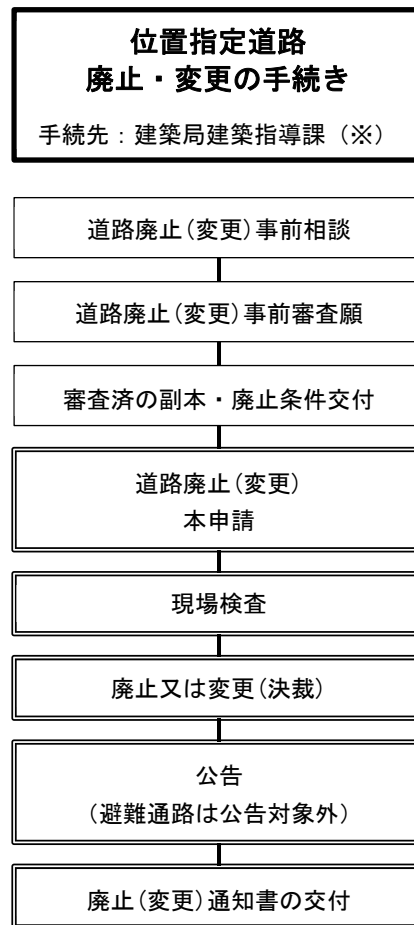 位置指定道路
廃止・変更の手続き
手続先：建築局建築指導課（※）
道路廃止(変更)事前相談
道路廃止(変更)事前審査願
審査済の副本・廃止条件交付
道路廃止(変更)
本申請
現場検査
廃止又は変更(決裁)
公告
(避難通路は公告対象外)
廃止(変更)通知書の交付